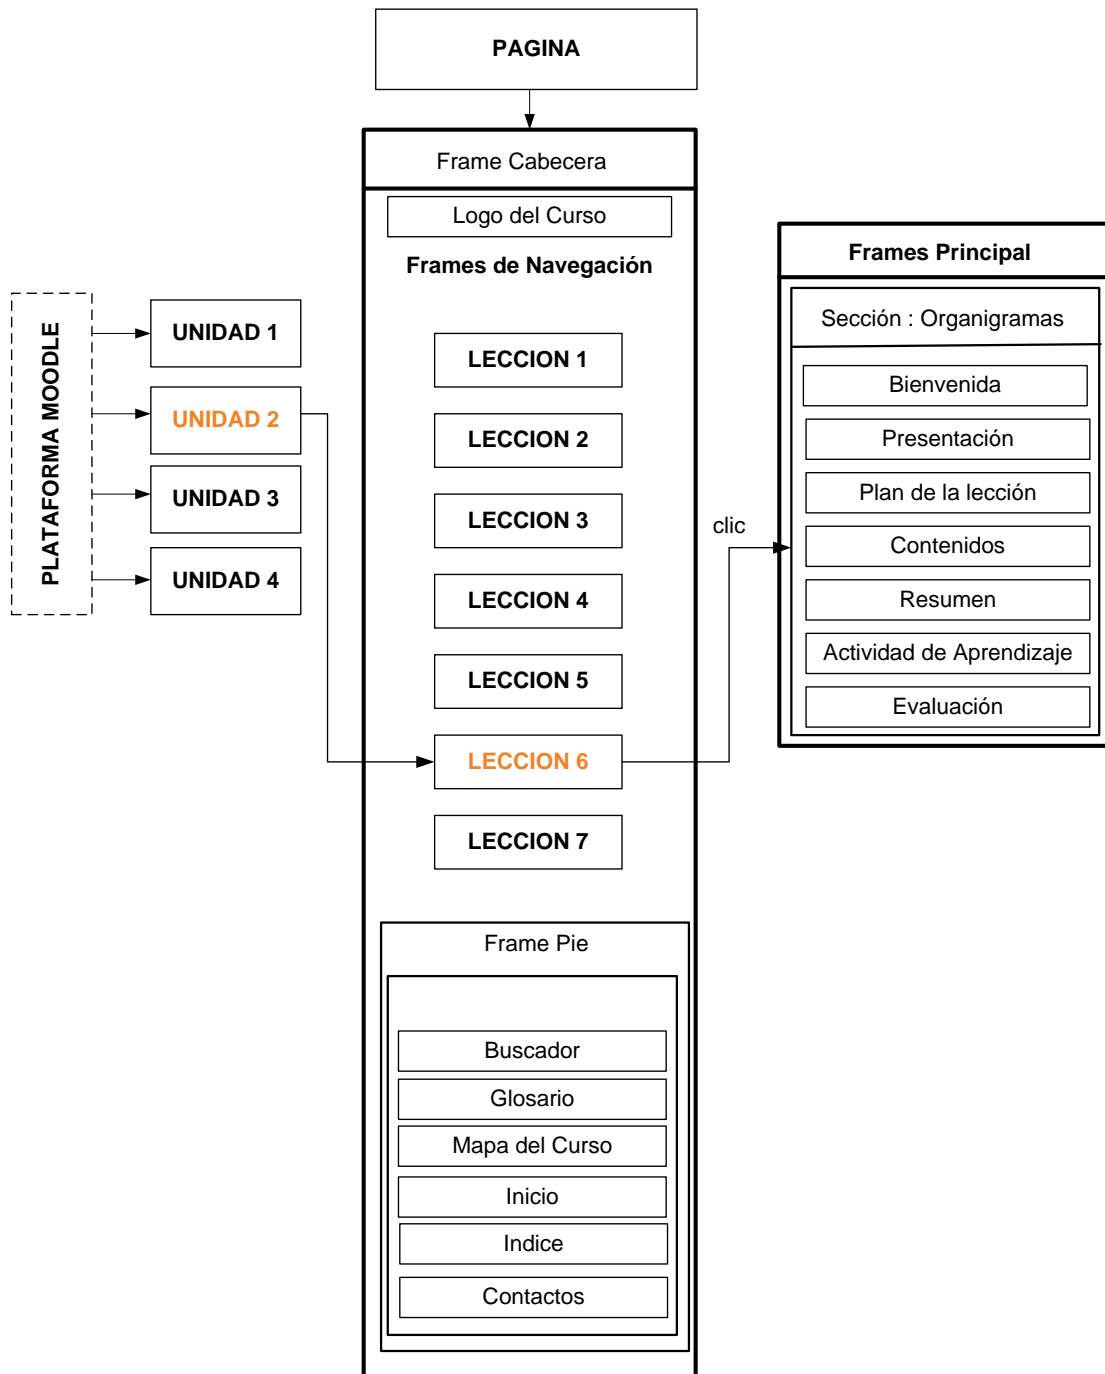 PAGINA
Frame Cabecera
Logo del Curso
Frames de Navegación
PLATAFORMA MOODLE
UNIDAD 1
UNIDAD 2
UNIDAD 3
UNIDAD 4
LECCION 1
LECCION 2
LECCION 3
LECCION 4
LECCION 5
LECCION 6
LECCION 7
clic
Frames Principal
Sección : Organigramas
Bienvenida
Presentación
Plan de la lección
Contenidos
Resumen
Actividad de Aprendizaje
Evaluación
Frame Pie
Buscador
Glosario
Mapa del Curso
Inicio
Indice
Contactos